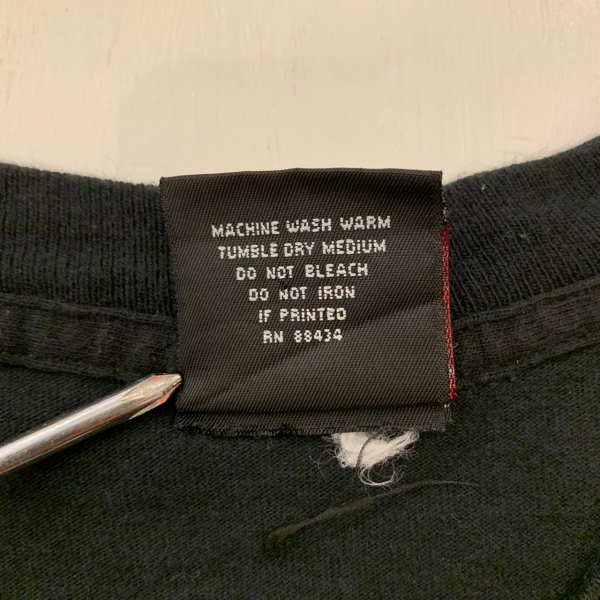 MACHINE WASH WARM
TUMBLE DRY MEDIUM
DO NOT BLEACH
DO NOT IRON
IF PRINTED
RN 88434